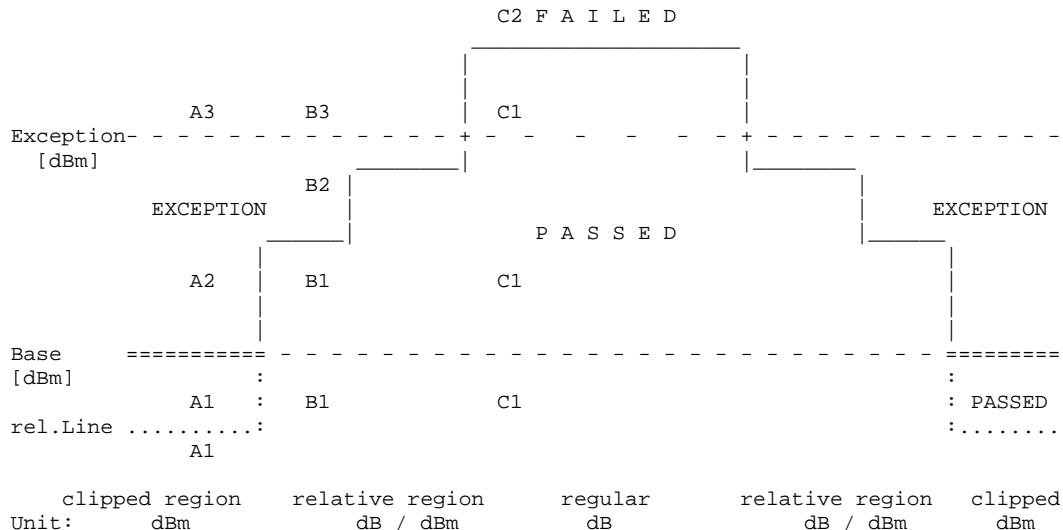 C2 F A I L E D
A3 B3 C1
Exception- - - - - - - - - - - - - + - - - - - - + - - - - - - - - - - - -
[dBm]
B2
EXCEPTION EXCEPTION
P A S S E D
A2 B1 C1
Base =========== - - - - - - - - - - - - - - - - - - - - - - - - - - =========
[dBm] : :
A1 : B1 C1 : PASSED
rel.Line ..........: :........
A1
clipped region relative region regular relative region clipped
Unit: dBm dB / dBm dB dB / dBm dBm